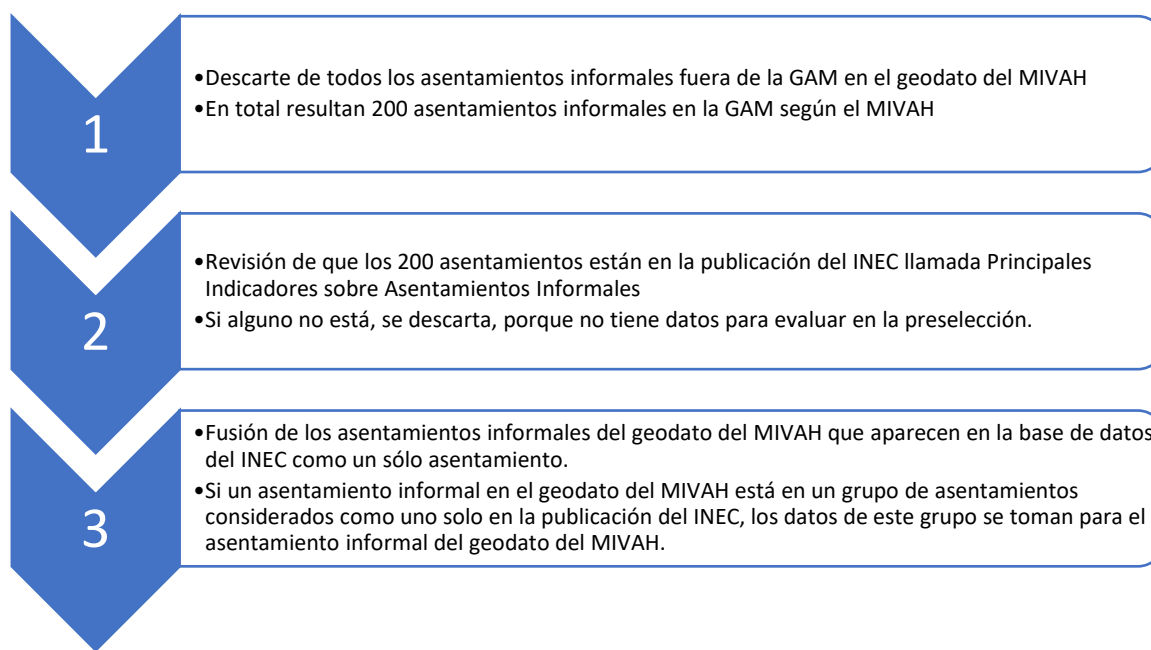 1
•Descarte de todos los asentamientos informales fuera de la GAM en el geodato del MIVAH
•En total resultan 200 asentamientos informales en la GAM según el MIVAH
2
•Revisión de que los 200 asentamientos están en la publicación del INEC llamada Principales
Indicadores sobre Asentamientos Informales
•Si alguno no está, se descarta, porque no tiene datos para evaluar en la preselección.
3
•Fusión de los asentamientos informales del geodato del MIVAH que aparecen en la base de datos
del INEC como un sólo asentamiento.
•Si un asentamiento informal en el geodato del MIVAH está en un grupo de asentamientos
considerados como uno solo en la publicación del INEC, los datos de este grupo se toman para el
asentamiento informal del geodato del MIVAH.